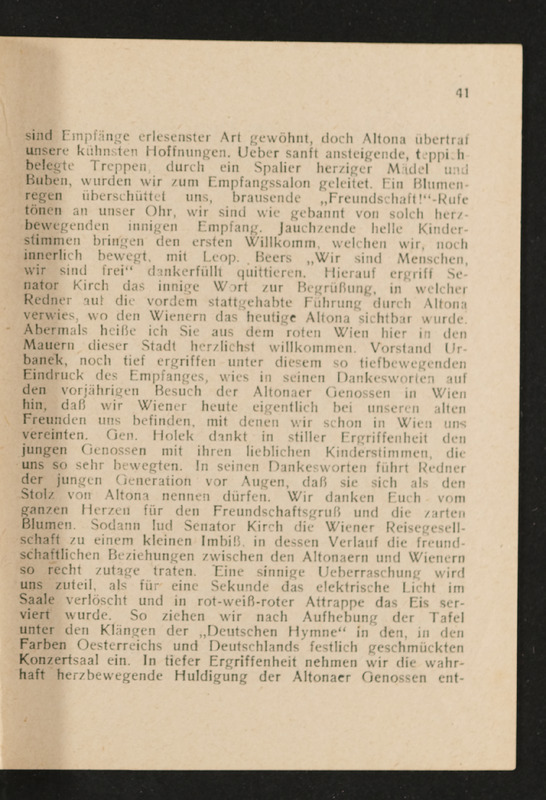 41
sind Empfänge erlesenster Art gewöhnt, doch Altona übertraf
unsere kühnsten Hoffnungen. Ueber sanft ansteigende, teppich-
belegte Treppen, durch ein Spalier herziger Mädel und
Buben, wurden wir zum Empfangssalon geleitet. Ein Blumen-
regen überschüttet uns, brausende „Freundschaft!“-Rufe
tönen an unser Ohr, wir sind wie gebannt von solch herz-
bewegenden innigen Empfang. Jauchzende helle Kinder-
stimmen bringen den ersten Willkomm, welchen wir, noch
innerlich bewegt, mit Leop. Beers „Wir sind Menschen,
wir sind frei“ dankerfüllt quittieren. Hierauf ergriff Se-
nator Kirch das innige Wort zur Begrüßung, in welcher
Redner auf die vordem stattgehabte Führung durch Altona
verwies, wo den Wienern das heutige Altona sichtbar wurde.
Abermals heiße ich Sie aus dem roten Wien hier in den
Mauern dieser Stadt herzlichst willkommen. Vorstand Ur-
banek, noch tief ergriffen unter diesem so tiefbewegenden
Eindruck des Empfanges, wies in seinen Dankesworten auf
den vorjährigen Besuch der Altonaer Genossen in Wien
hin, daß wir Wiener heute eigentlich bei unseren alten
Freunden uns befinden, mit denen wir schon in Wien uns
vereinten. Gen. Holek dankt in stiller Ergriffenheit den
jungen Genossen mit ihren lieblichen Kinderstimmen, die
uns so sehr bewegten. In seinen Dankesworten führt Redner
der jungen Generation vor Augen, daß sie sich als den
Stolz von Altona nennen dürfen. Wir danken Euch vom
ganzen Herzen für den Freundschaftsgruß und die zarten
Blumen. Sodann lud Senator Kirch die Wiener Reisegesell-
schaft zu einem kleinen Imbiß, in dessen Verlauf die freund-
schaftlichen Beziehungen zwischen den Altonaern und Wienern
so recht zutage traten. Eine sinnige Ueberraschung wird
uns zuteil, als für eine Sekunde das elektrische Licht im
Saale verlöscht und in rot-weiß-roter Attrappe das Eis ser-
viert wurde. So ziehen wir nach Aufhebung der Tafel
unter den Klängen der „Deutschen Hymne“ in den, in den
Farben Oesterreichs und Deutschlands festlich geschmückten
Konzertsaal ein. In tiefer Ergriffenheit nehmen wir die wahr-
haft herzbewegende Huldigung der Altonaer Genossen ent-